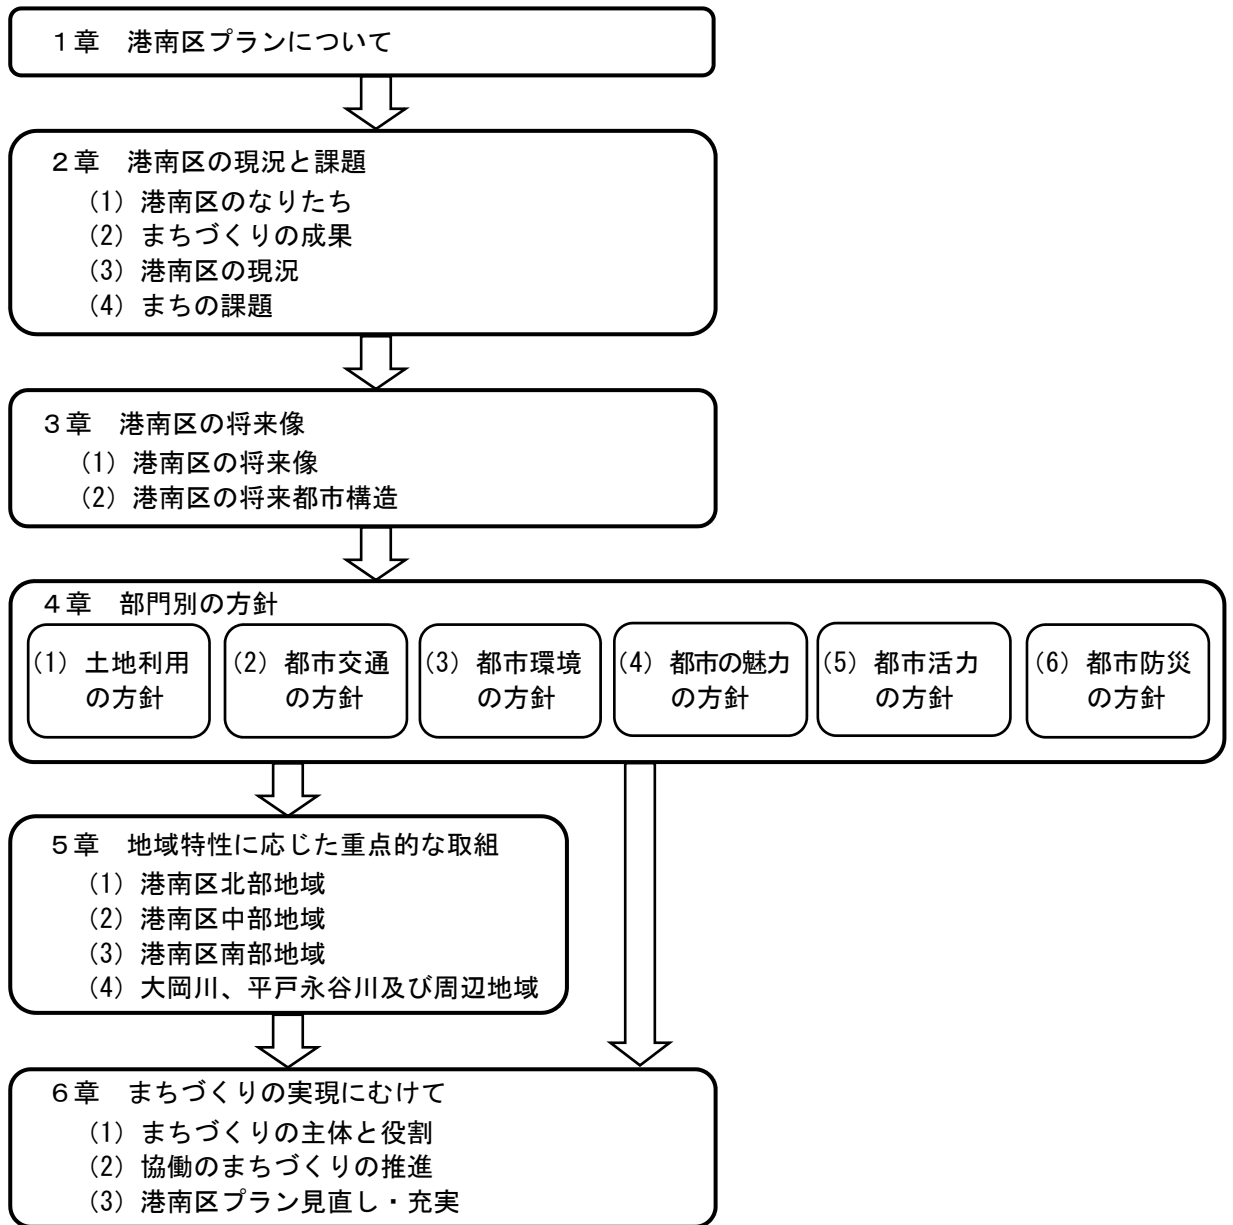 1章 港南区プランについて
2章 港南区の現況と課題
(1) 港南区のなりたち
(2) まちづくりの成果
(3) 港南区の現況
(4) まちの課題
3章 港南区の将来像
(1) 港南区の将来像
(2) 港南区の将来都市構造
4章 部門別の方針
(1) 土地利用
の方針
(2) 都市交通
の方針
(3) 都市環境
の方針
(4) 都市の魅力
の方針
(5) 都市活力
の方針
(6) 都市防災
の方針
5章 地域特性に応じた重点的な取組
(1) 港南区北部地域
(2) 港南区中部地域
(3) 港南区南部地域
(4) 大岡川、平戸永谷川及び周辺地域
6章 まちづくりの実現にむけて
(1) まちづくりの主体と役割
(2) 協働のまちづくりの推進
(3) 港南区プラン見直し・充実